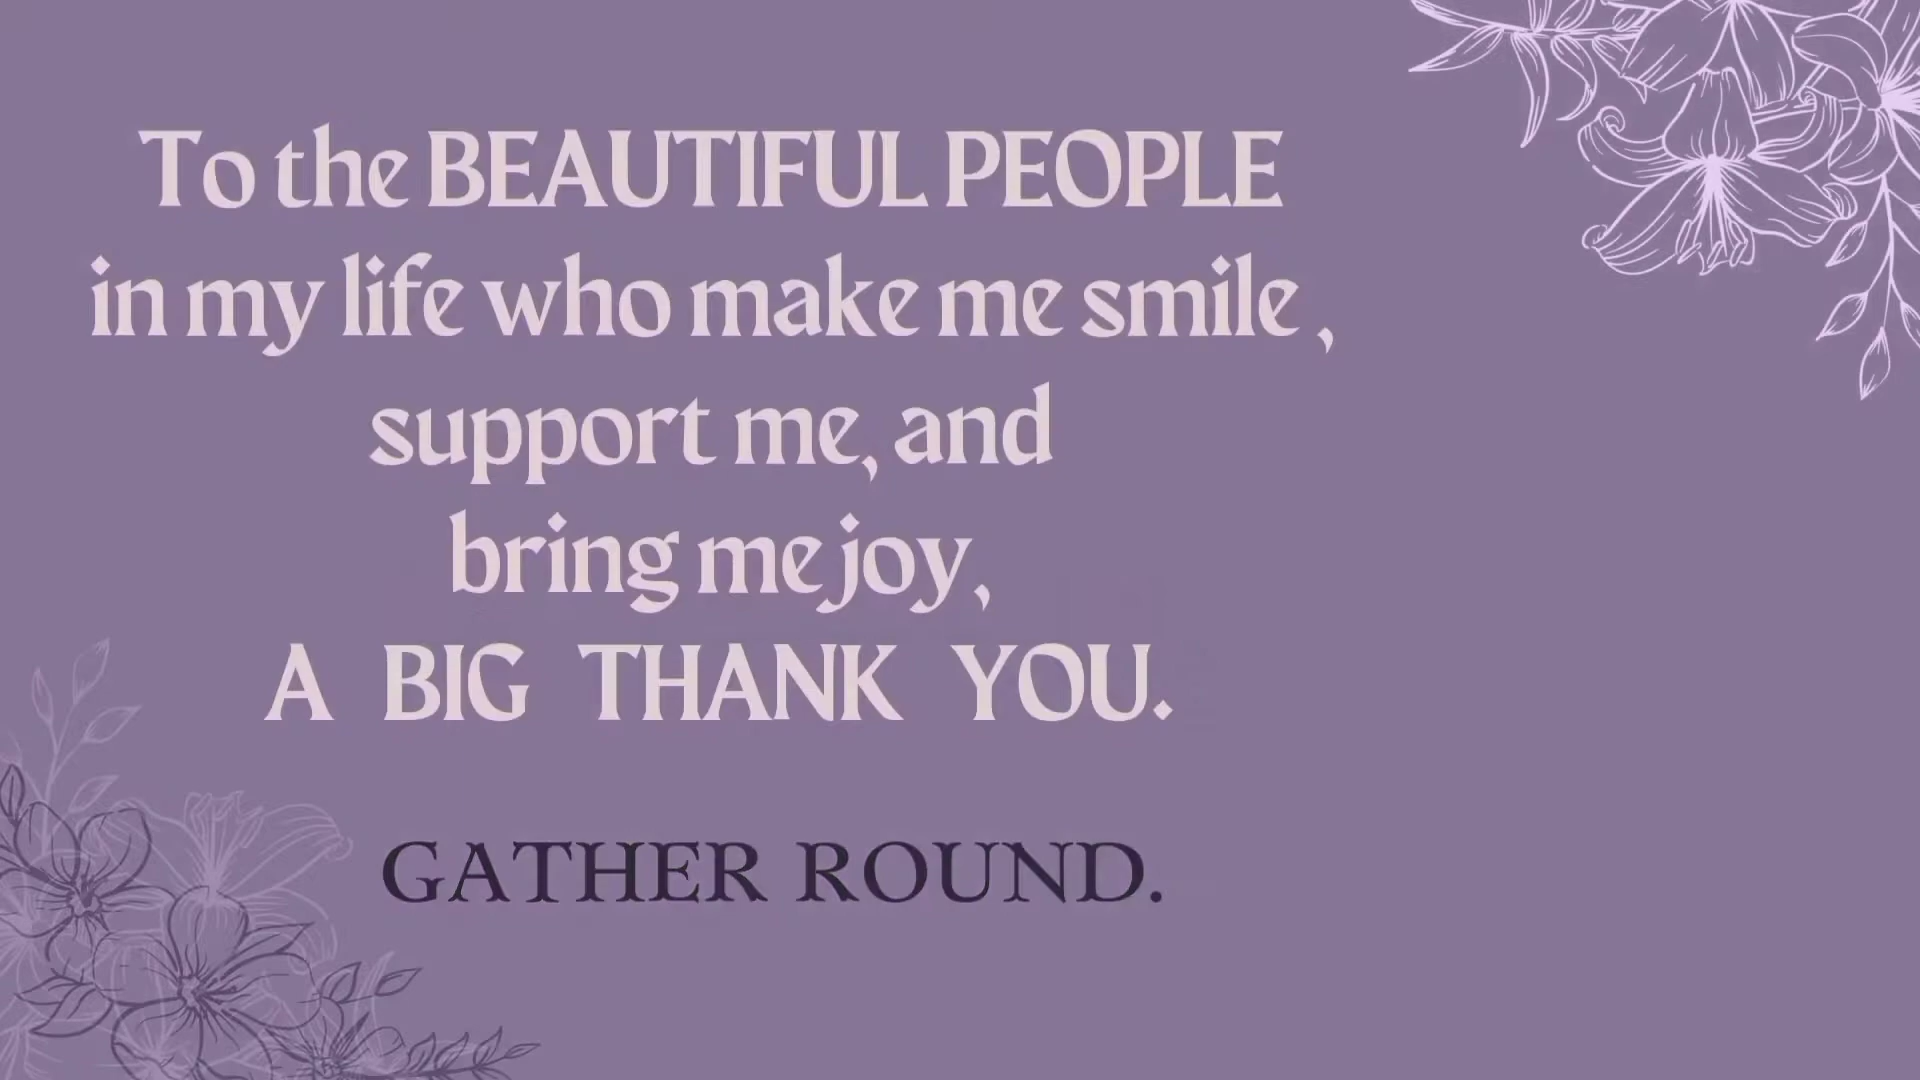 To the BEAUTIFUL PEOPLE
in my life who make me smile ,
support me, and
bring me joy,
A BIG THANK YOU.
GATHER ROUND.